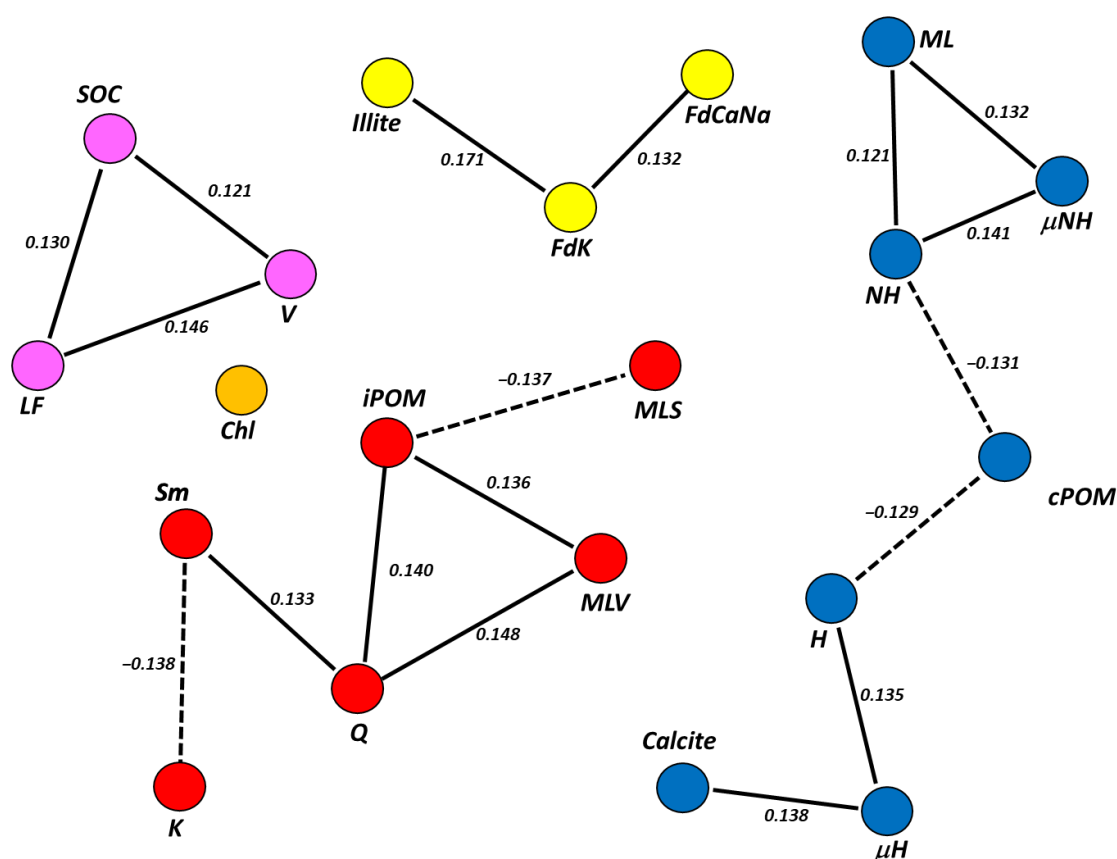 ML
SOC
FdCaNa
Illite
0.132
0.121
0.171
0.132
0.121
0.130
FdK
0.141
μNH
NH
V
0.146
−0.131
−0.137
iPOM
MLS
LF
Chl
0.136
Sm
cPOM
−0.129
0.140
0.133
MLV
0.148
H
−0.138
0.135
Q
Calcite
0.138
K
μH